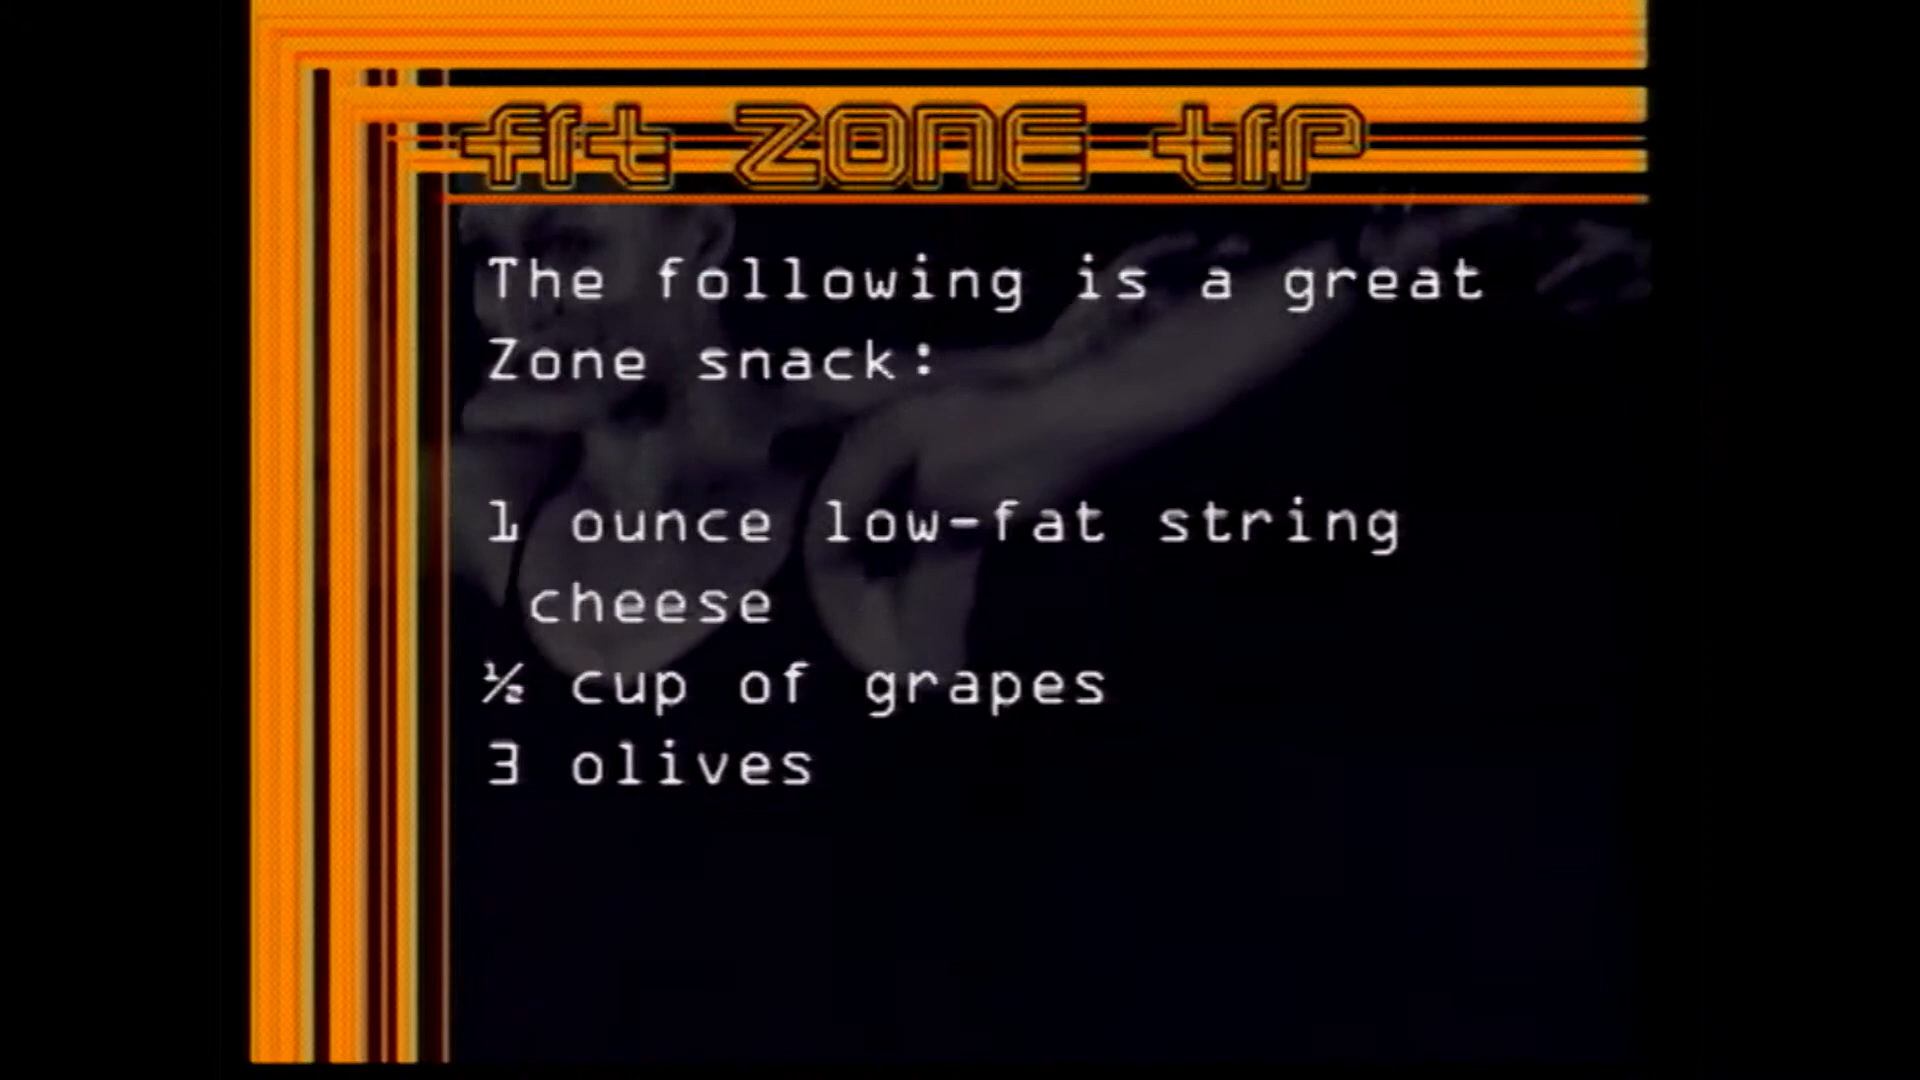 fit ZONE tip
The following is a great
Zone snack:
1 ounce low-fat string
cheese
½ cup of grapes
3 olives